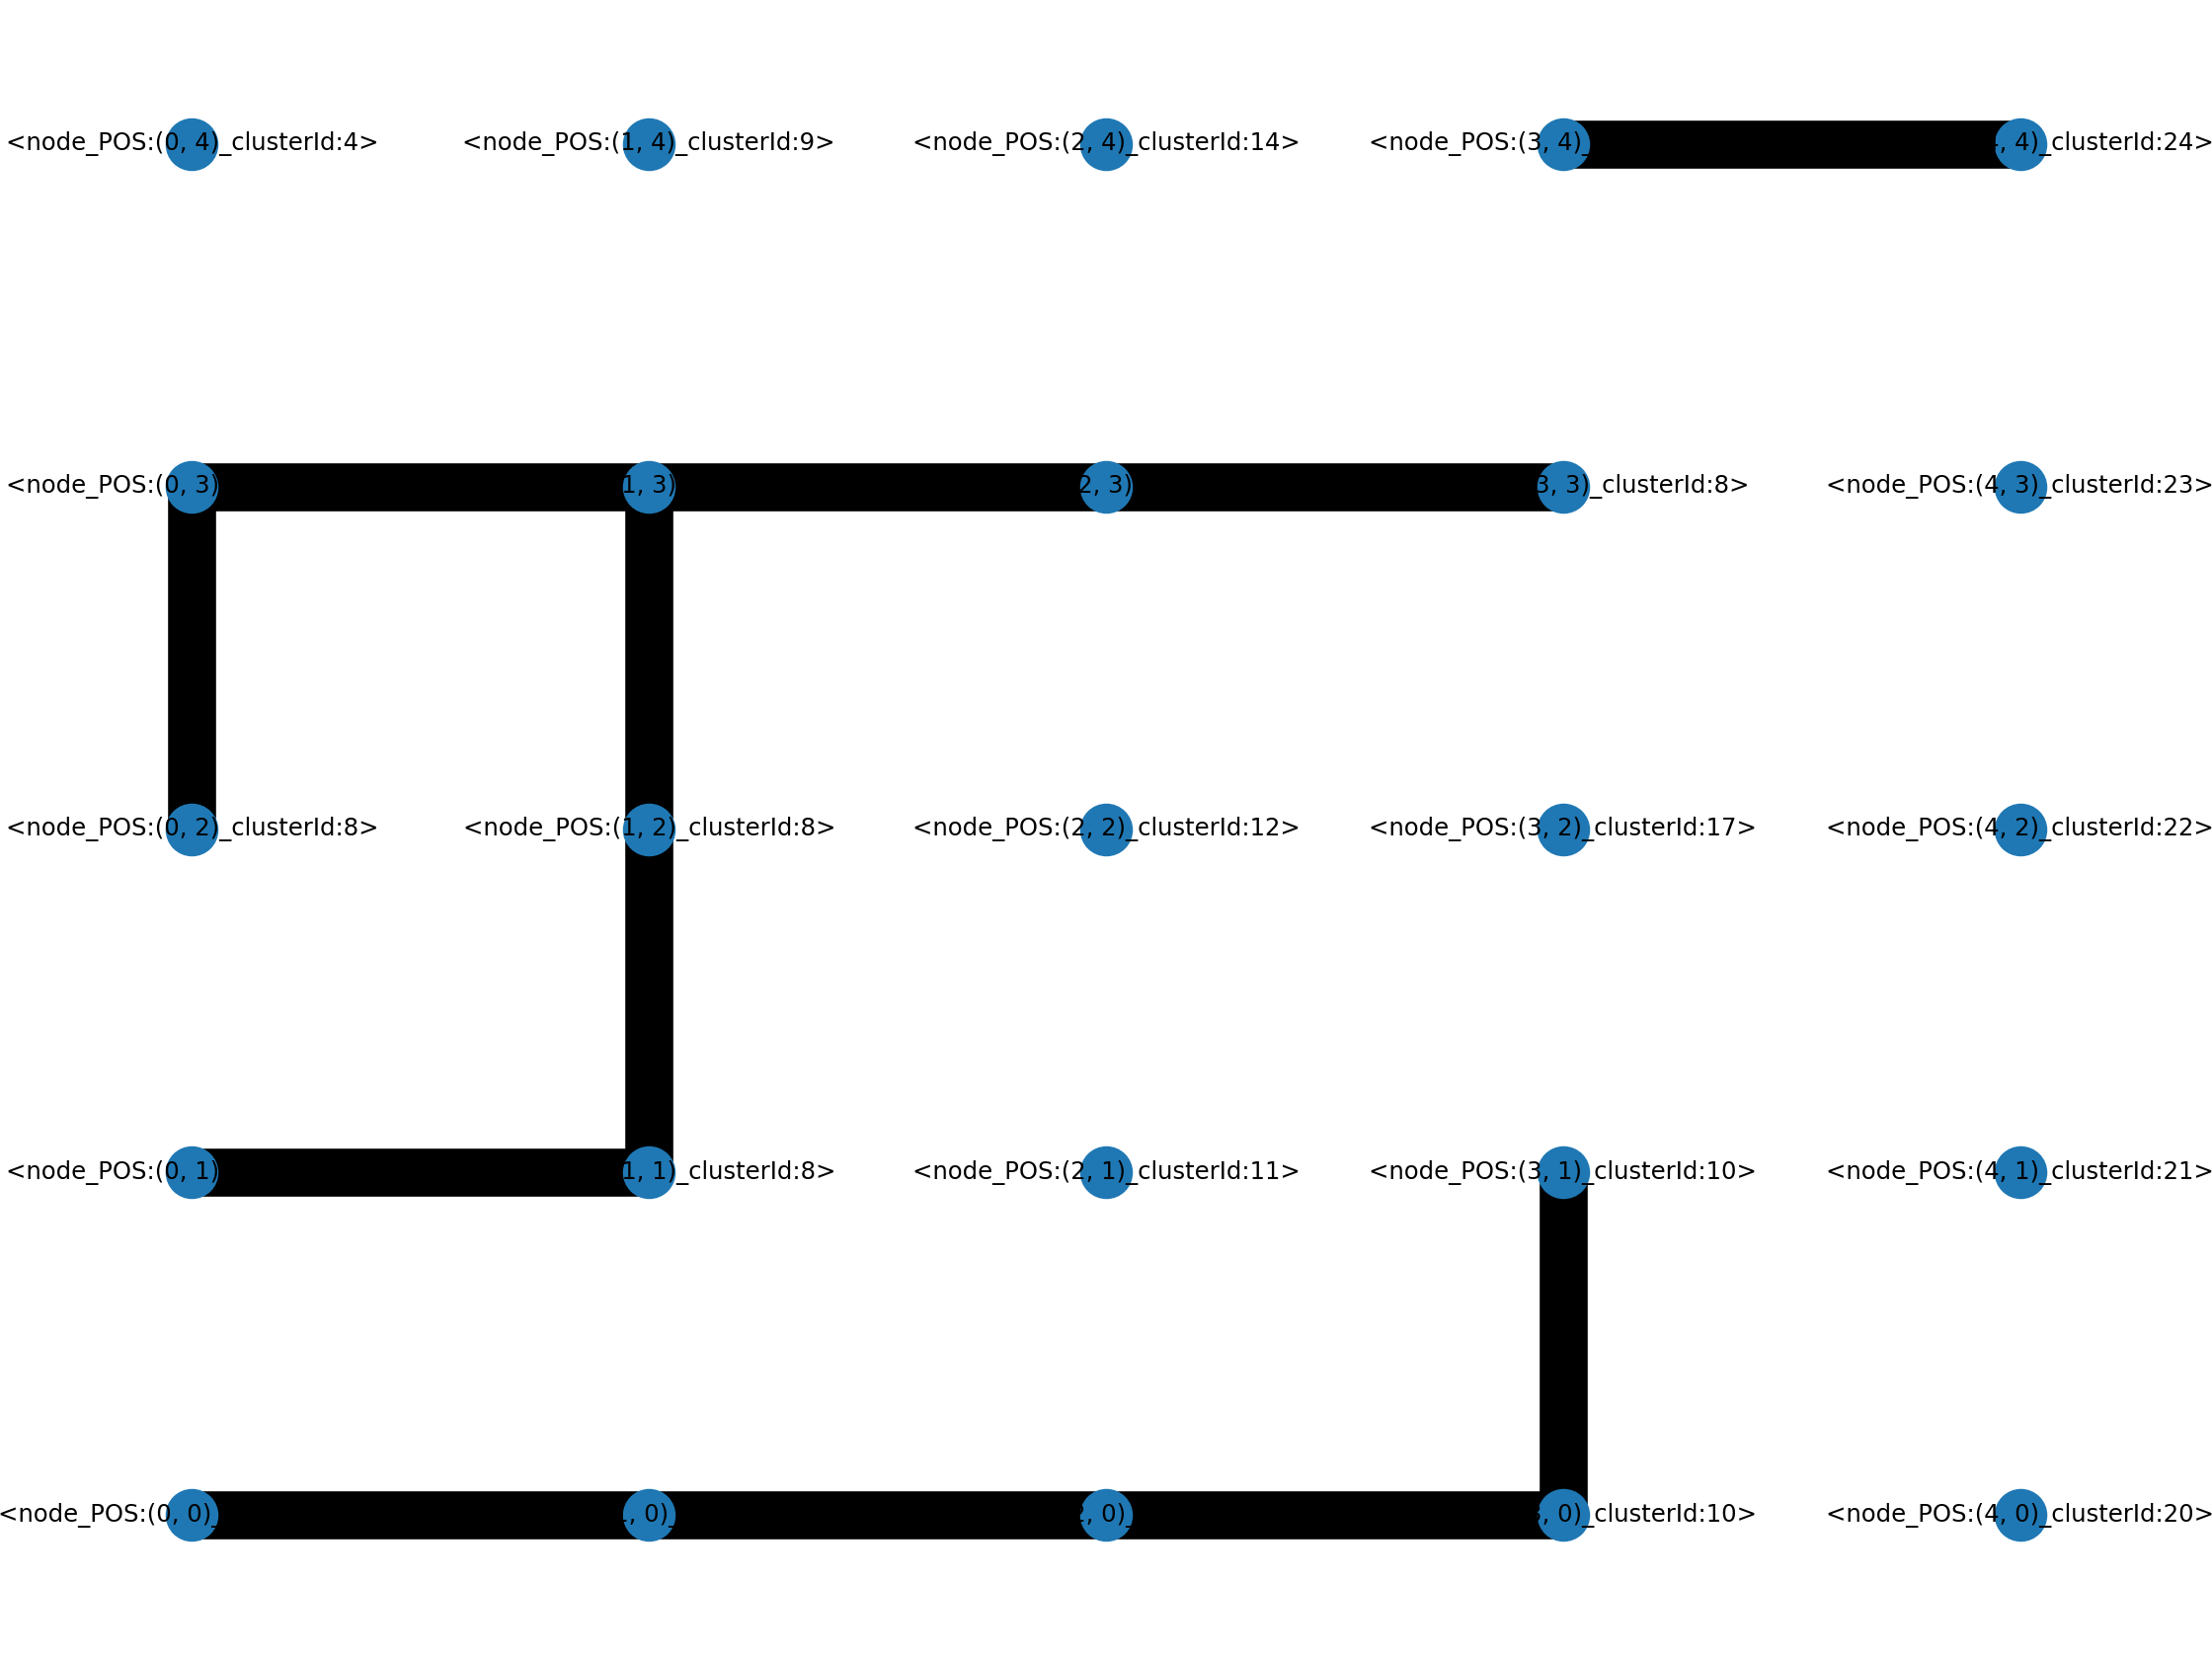 <node_POS:(0, 4)_clusterId:4> <node_POS:(1, 4)_clusterId:9> <node_POS:(2, 4)_clusterId:14> <node_POS:(3, 4)_ 4)_clusterId:24>
<node_POS:(0, 3) 1, 3) 2, 3) 3, 3)_clusterId:8> <node_POS:(4, 3)_clusterId:23>
<node_POS:(0, 2)_clusterId:8> <node_POS:(1, 2)_clusterId:8> <node_POS:(2, 2)_clusterId:12> <node_POS:(3, 2)_clusterId:17> <node_POS:(4, 2)_clusterId:22>
<node_POS:(0, 1) 1, 1)_clusterId:8> <node_POS:(2, 1)_clusterId:11> <node_POS:(3, 1)_clusterId:10> <node_POS:(4, 1)_clusterId:21>
<node_POS:(0, 0)_ 0)_ 0)_ 0)_clusterId:10> <node_POS:(4, 0)_clusterId:20>